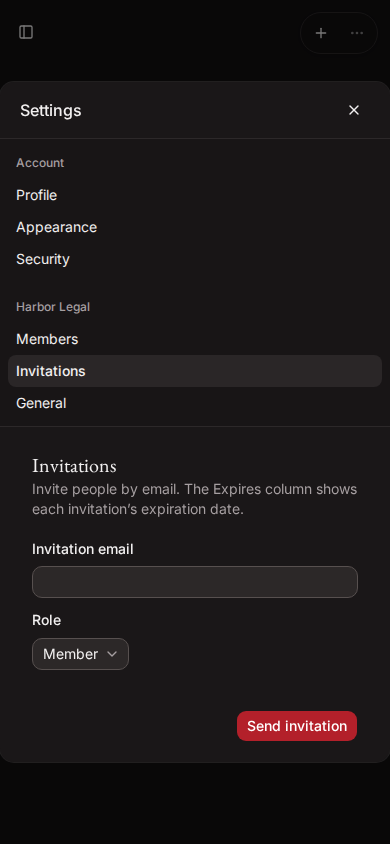 Settings
Account
Profile
Appearance
Security
Harbor Legal
Members
Invitations
General
Invitations
Invite people by email. The Expires column shows
each invitation’s expiration date.
Invitation email
Role
Member
Send invitation